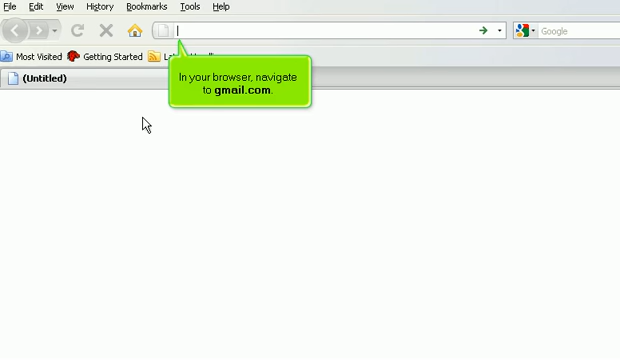 File Edit View History Bookmarks Tools Help
Google
Most Visited Getting Started
(Untitled)
In your browser, navigate
to gmail.com.